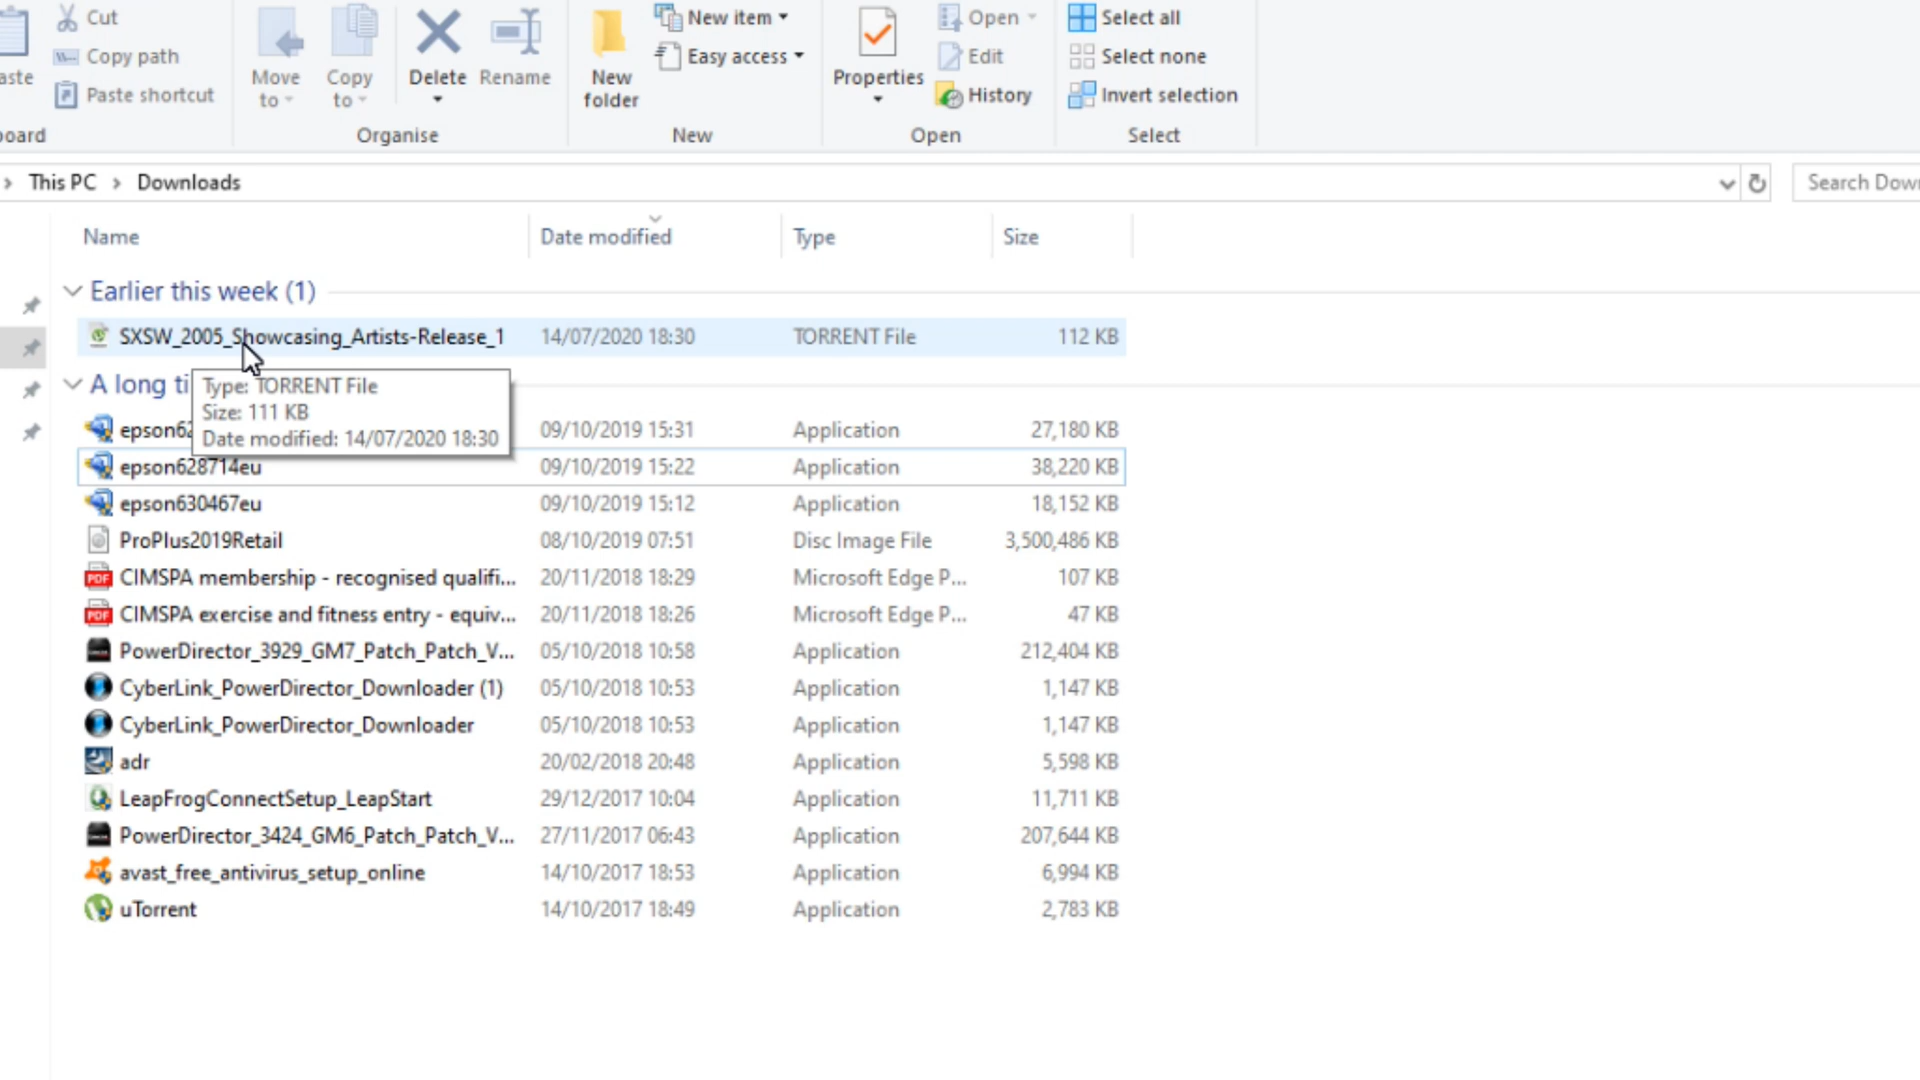 Cut
Copy path
Paste shortcut
Move to
Copy to
Delete
Rename
Organise
New folder
New item
Easy access
New
Properties
Open
Edit
History
Open
Select all
Select none
Invert selection
Select
This PC > Downloads
Search Dow
Name Date modified Type Size
Earlier this week (1)
SXSW_2005_Showcasing_Artists-Release_1 14/07/2020 18:30 TORRENT File 112 KB
Type: TORRENT File
Size: 111 KB
Date modified: 14/07/2020 18:30
A long ti
epson62 09/10/2019 15:31 Application 27,180 KB
epson628714eu 09/10/2019 15:22 Application 38,220 KB
epson630467eu 09/10/2019 15:12 Application 18,152 KB
ProPlus2019Retail 08/10/2019 07:51 Disc Image File 3,500,486 KB
CIMSPA membership - recognised qualifi... 20/11/2018 18:29 Microsoft Edge P... 107 KB
CIMSPA exercise and fitness entry - equiv... 20/11/2018 18:26 Microsoft Edge P... 47 KB
PowerDirector_3929_GM7_Patch_Patch_V... 05/10/2018 10:58 Application 212,404 KB
CyberLink_PowerDirector_Downloader (1) 05/10/2018 10:53 Application 1,147 KB
CyberLink_PowerDirector_Downloader 05/10/2018 10:53 Application 1,147 KB
adr 20/02/2018 20:48 Application 5,598 KB
LeapFrogConnectSetup_LeapStart 29/12/2017 10:04 Application 11,711 KB
PowerDirector_3424_GM6_Patch_Patch_V... 27/11/2017 06:43 Application 207,644 KB
avast_free_antivirus_setup_online 14/10/2017 18:53 Application 6,994 KB
uTorrent 14/10/2017 18:49 Application 2,783 KB